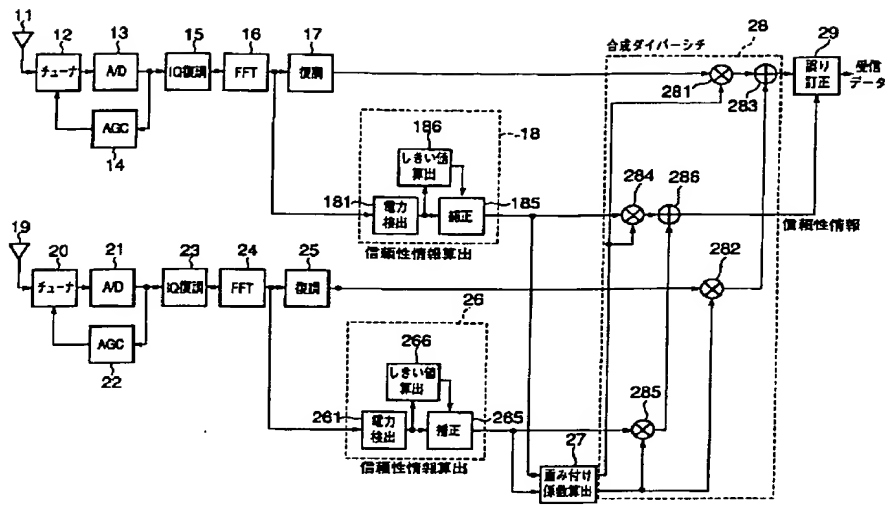 11
12
チューナ
13
A/D
15
IQ復調
16
FFT
17
復調
AGC
14
合成ダイバーシチ
28
281
283
29
誤り
訂正
受信
データ
186
しきい値
算出
18
181
電力
検出
補正
185
信頼性情報算出
284
286
信頼性情報
282
19
20
チューナ
21
A/D
23
IQ復調
24
FFT
25
復調
AGC
22
26
266
しきい値
算出
261
電力
検出
補正
265
信頼性情報算出
285
27
重み付け
係数算出